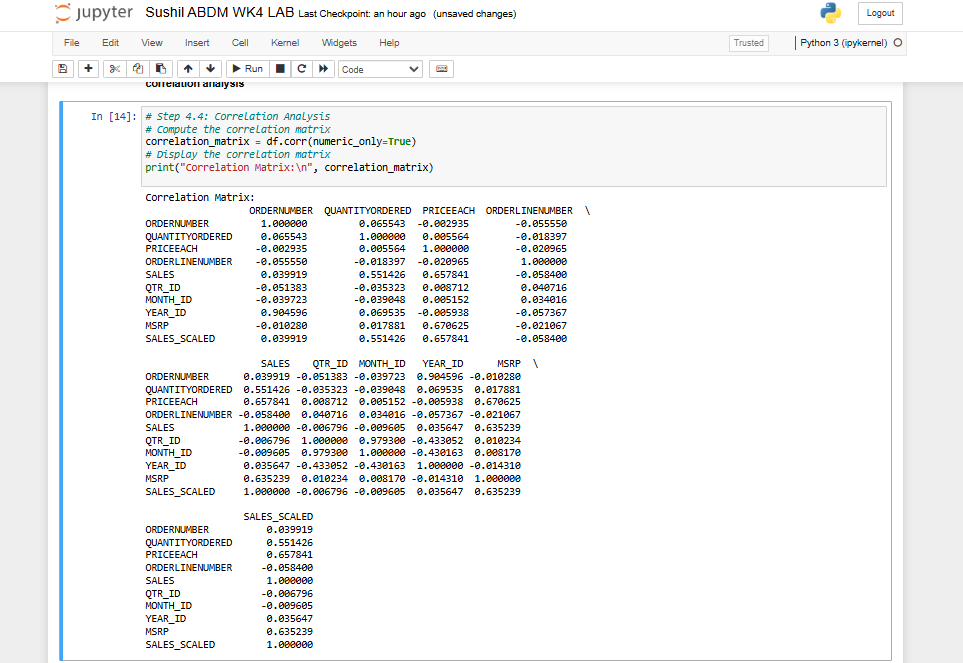 jupyter Sushil ABDM WK4 LAB Last Checkpoint: an hour ago (unsaved changes) Logout
File Edit View Insert Cell Kernel Widgets Help Trusted Python 3 (ipykernel)
Run Code
correlation analysis
In [14]: # Step 4.4: Correlation Analysis
# Compute the correlation matrix
correlation_matrix = df.corr(numeric_only=True)
# Display the correlation matrix
print("Correlation Matrix:\n", correlation_matrix)
Correlation Matrix:
ORDERNUMBER QUANTITYORDERED PRICEEACH ORDERLINENUMBER \
ORDERNUMBER 1.000000 0.065543 -0.002935 -0.055550
QUANTITYORDERED 0.065543 1.000000 0.005564 -0.018397
PRICEEACH -0.002935 0.005564 1.000000 -0.020965
ORDERLINENUMBER -0.055550 -0.018397 -0.020965 1.000000
SALES 0.039919 0.551426 0.657841 -0.058400
QTR_ID -0.051383 -0.035323 0.008712 0.040716
MONTH_ID -0.039723 -0.039048 0.005152 0.034016
YEAR_ID 0.904596 0.069535 -0.005938 -0.057367
MSRP -0.010280 0.017881 0.670625 -0.021067
SALES_SCALED 0.039919 0.551426 0.657841 -0.058400
SALES QTR_ID MONTH_ID YEAR_ID MSRP \
ORDERNUMBER 0.039919 -0.051383 -0.039723 0.904596 -0.010280
QUANTITYORDERED 0.551426 -0.035323 -0.039048 0.069535 0.017881
PRICEEACH 0.657841 0.008712 0.005152 -0.005938 0.670625
ORDERLINENUMBER -0.058400 0.040716 0.034016 -0.057367 -0.021067
SALES 1.000000 -0.006796 -0.009605 0.035647 0.635239
QTR_ID -0.006796 1.000000 0.979300 -0.433052 0.010234
MONTH_ID -0.009605 0.979300 1.000000 -0.430163 0.008170
YEAR_ID 0.035647 -0.433052 -0.430163 1.000000 -0.014310
MSRP 0.635239 0.010234 0.008170 -0.014310 1.000000
SALES_SCALED 1.000000 -0.006796 -0.009605 0.035647 0.635239
SALES_SCALED
ORDERNUMBER 0.039919
QUANTITYORDERED 0.551426
PRICEEACH 0.657841
ORDERLINENUMBER -0.058400
SALES 1.000000
QTR_ID -0.006796
MONTH_ID -0.009605
YEAR_ID 0.035647
MSRP 0.635239
SALES_SCALED 1.000000